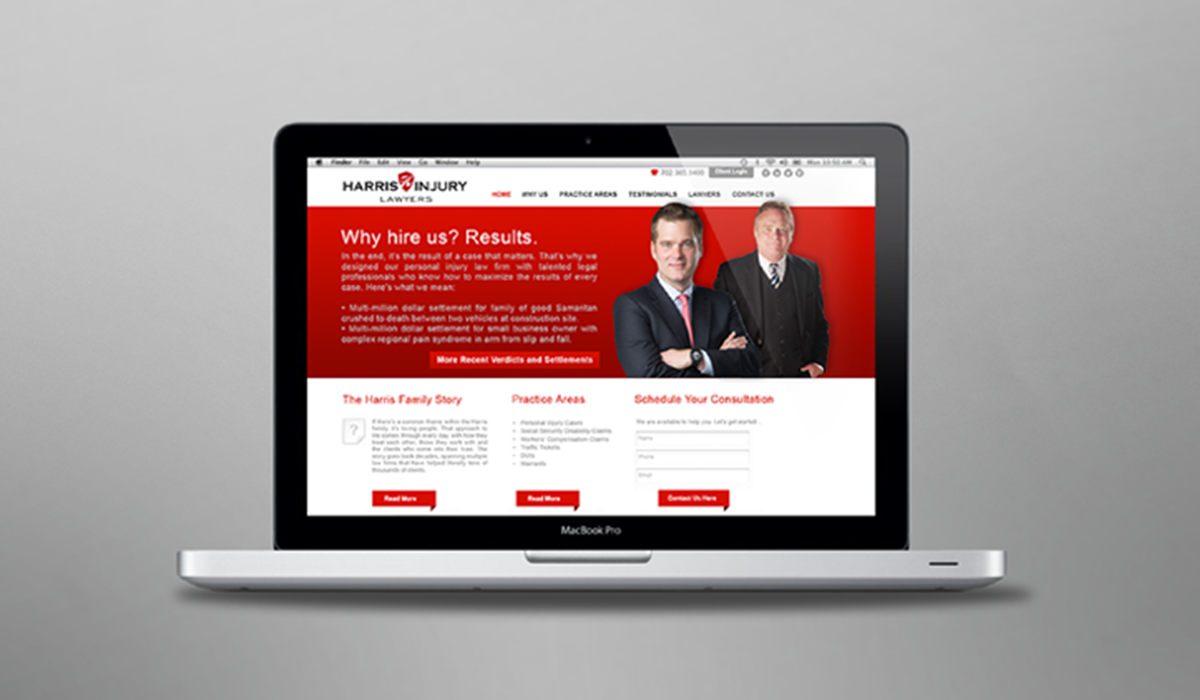 Finder File Edit View Go Window Help Mon 10:50 AM
702.385.1400 Client Login
HARRIS INJURY
LAWYERS
HOME WHY US PRACTICE AREAS TESTIMONIALS LAWYERS CONTACT US
Why hire us? Results.
In the end, it's the result of a case that matters. That's why we
designed our personal injury law firm with talented legal
professionals who know how to maximize the results of every
case. Here's what we mean:
• Multi-million dollar settlement for family of good Samaritan
crushed to death between two vehicles at construction site.
• Multi-million dollar settlement for small business owner with
complex regional pain syndrome in arm from slip and fall.
More Recent Verdicts and Settlements
The Harris Family Story
?
If there's a common theme within the Harris
family, it's loving people. That approach to
life comes through every day, with how they
treat each other, those they work with and
the clients who come into their lives. The
story goes back decades, spanning multiple
law firms that have helped literally tens of
thousands of clients.
Read More
Practice Areas
Personal Injury Cases
Social Security Disability Claims
Workers' Compensation Claims
Traffic Tickets
DUIs
Warrants
Read More
Schedule Your Consultation
We are available to help you. Let's get started ...
Name
Phone
Email
Contact Us Here
MacBook Pro